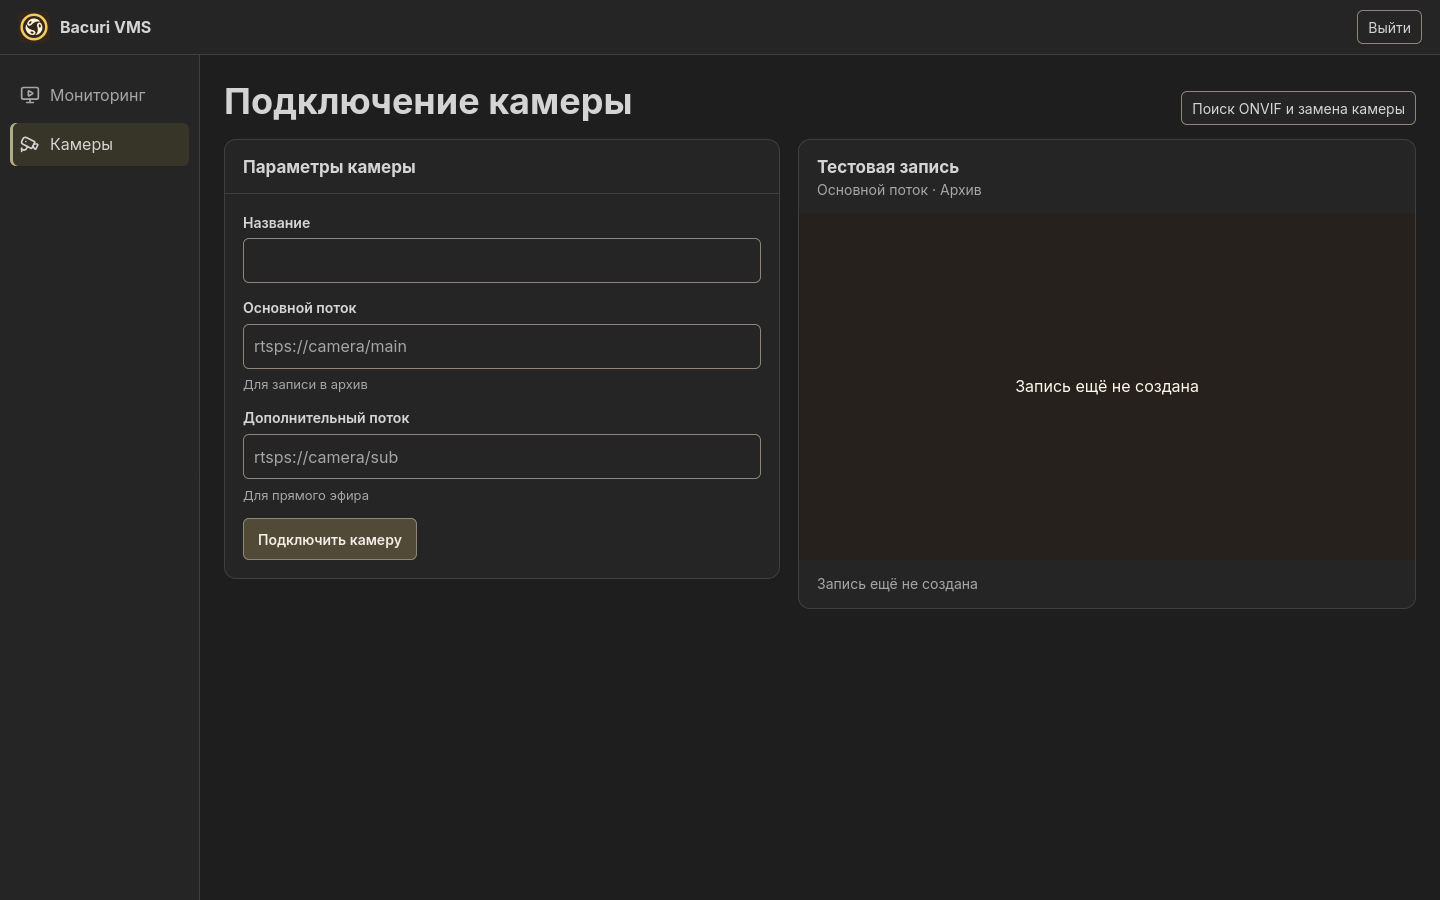 Bacuri VMS
Выйти
Мониторинг
Камеры
Подключение камеры
Поиск ONVIF и замена камеры
Параметры камеры
Название
Основной поток
rtsps://camera/main
Для записи в архив
Дополнительный поток
rtsps://camera/sub
Для прямого эфира
Подключить камеру
Тестовая запись
Основной поток · Архив
Запись ещё не создана
Запись ещё не создана